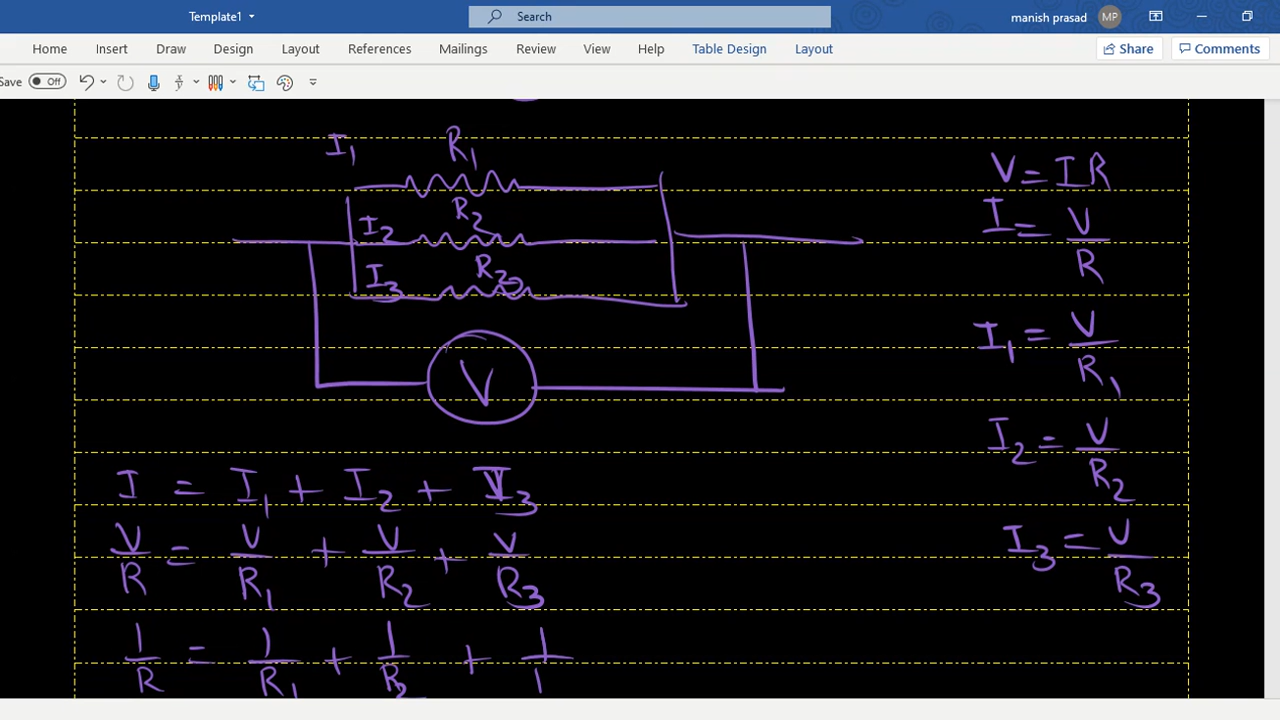 Template1
Search
manish prasad MP
Home Insert Draw Design Layout References Mailings Review View Help Table Design Layout Share Comments
Save Off
I₁ R₁
I₂ R₂
I₃
V
V = IR
I = V/R
I₁ = V/R₁
I₂ = V/R₂
I₃ = V/R₃
I = I₁ + I₂ + I₃
V/R = V/R₁ + V/R₂ + V/R₃
1/R = 1/R₁ + 1/R₂ + 1/